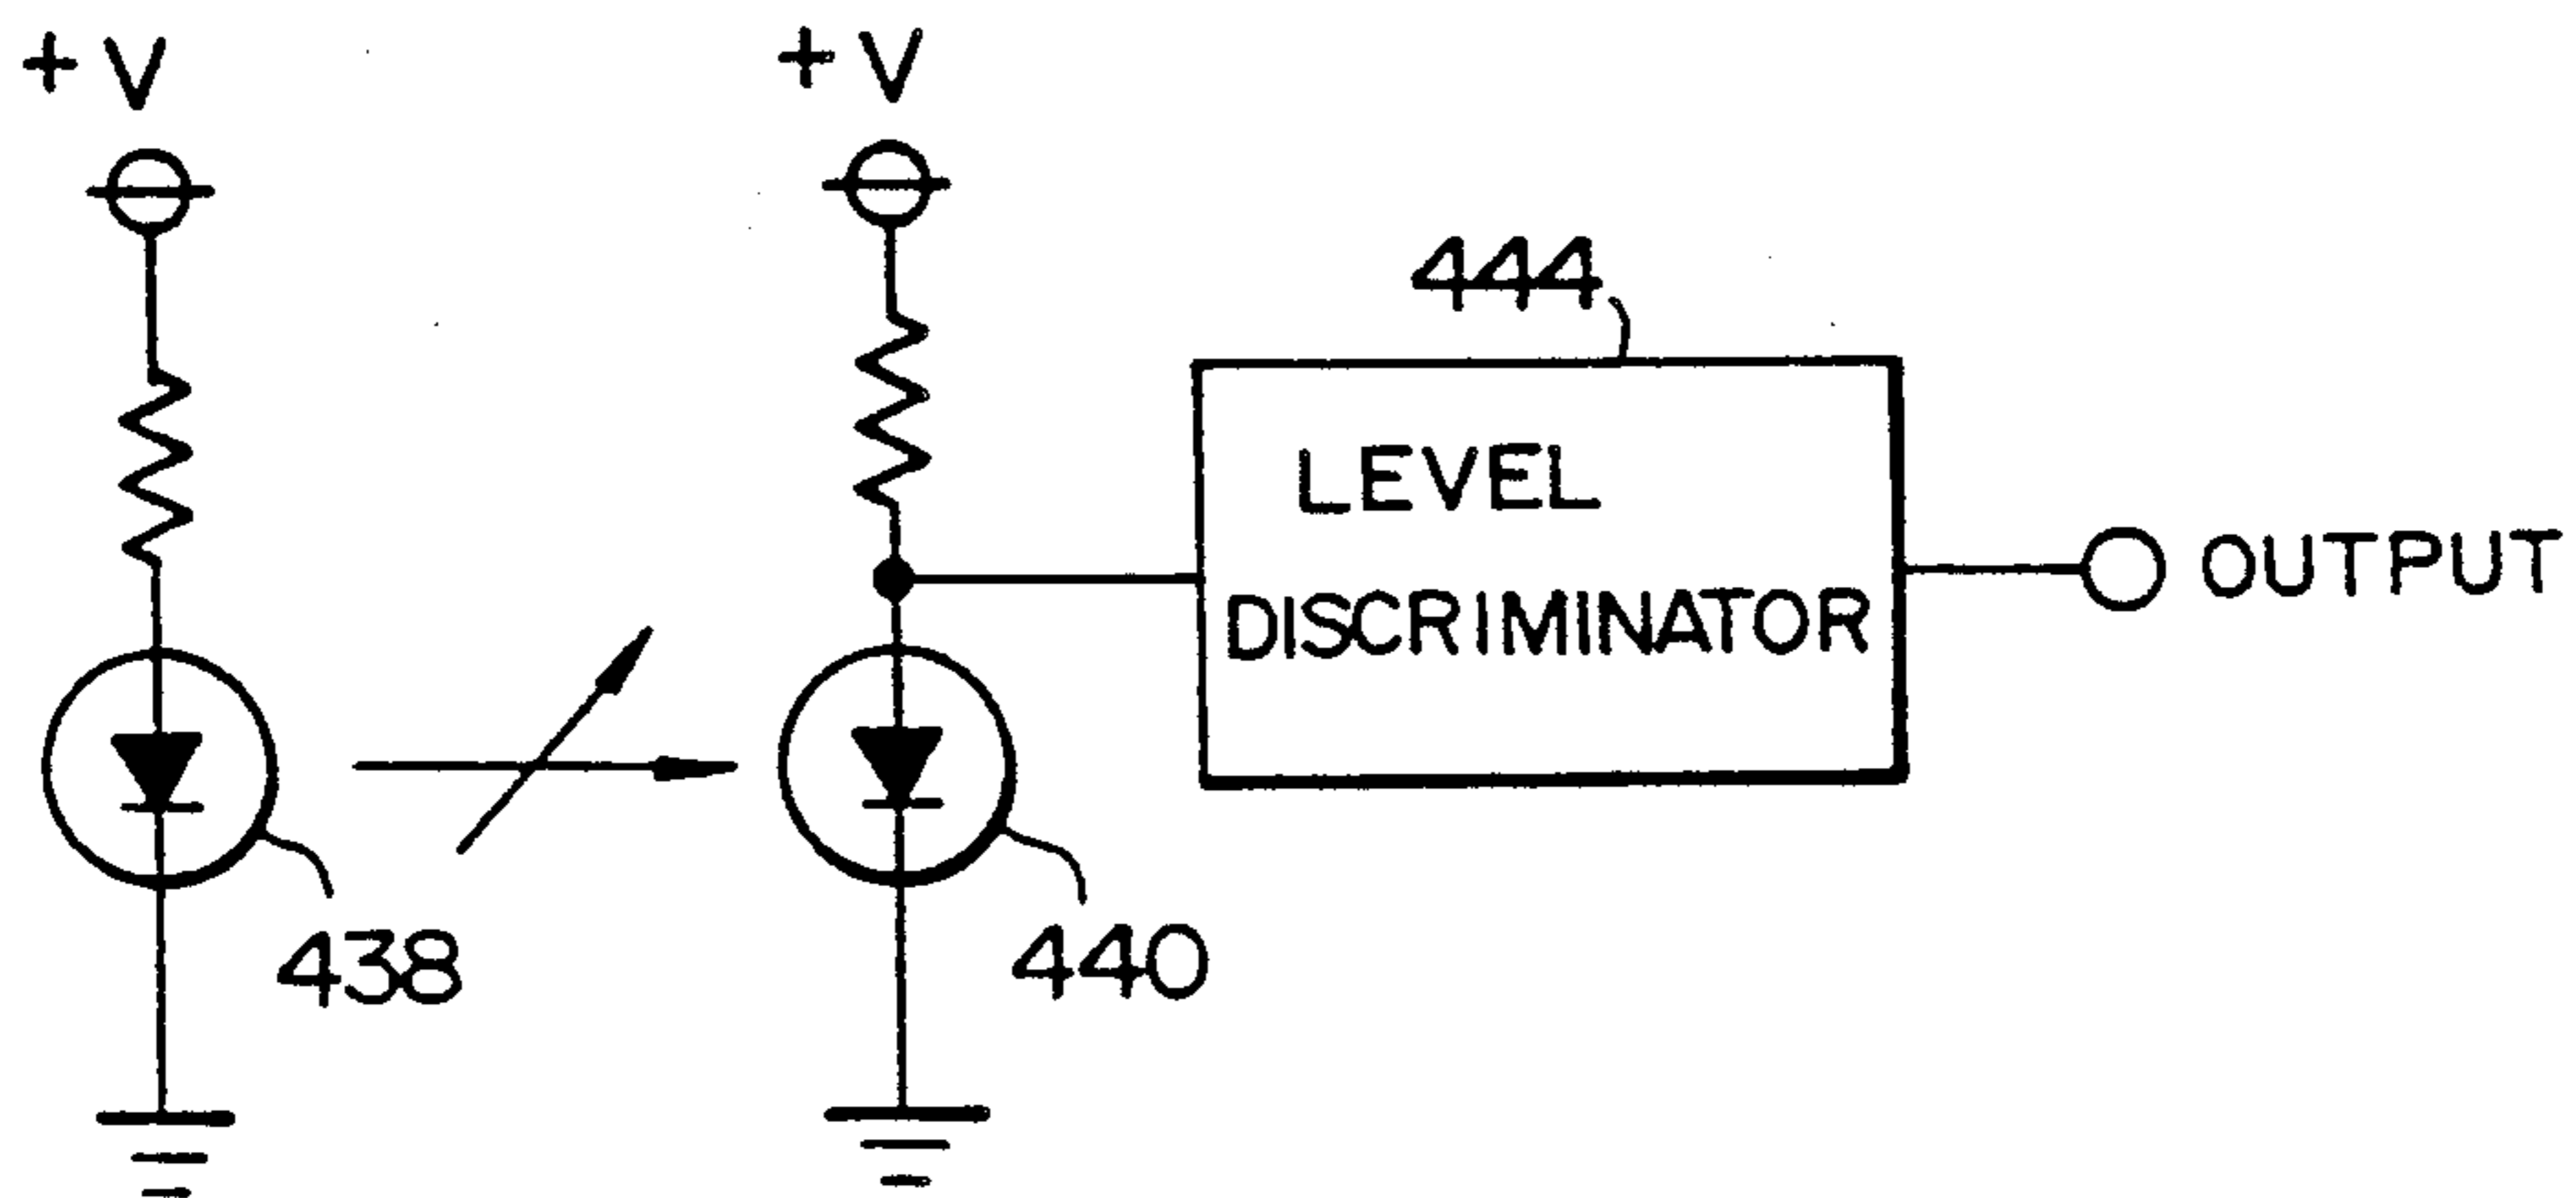 +V
+V
444
LEVEL
DISCRIMINATOR
OUTPUT
438
440